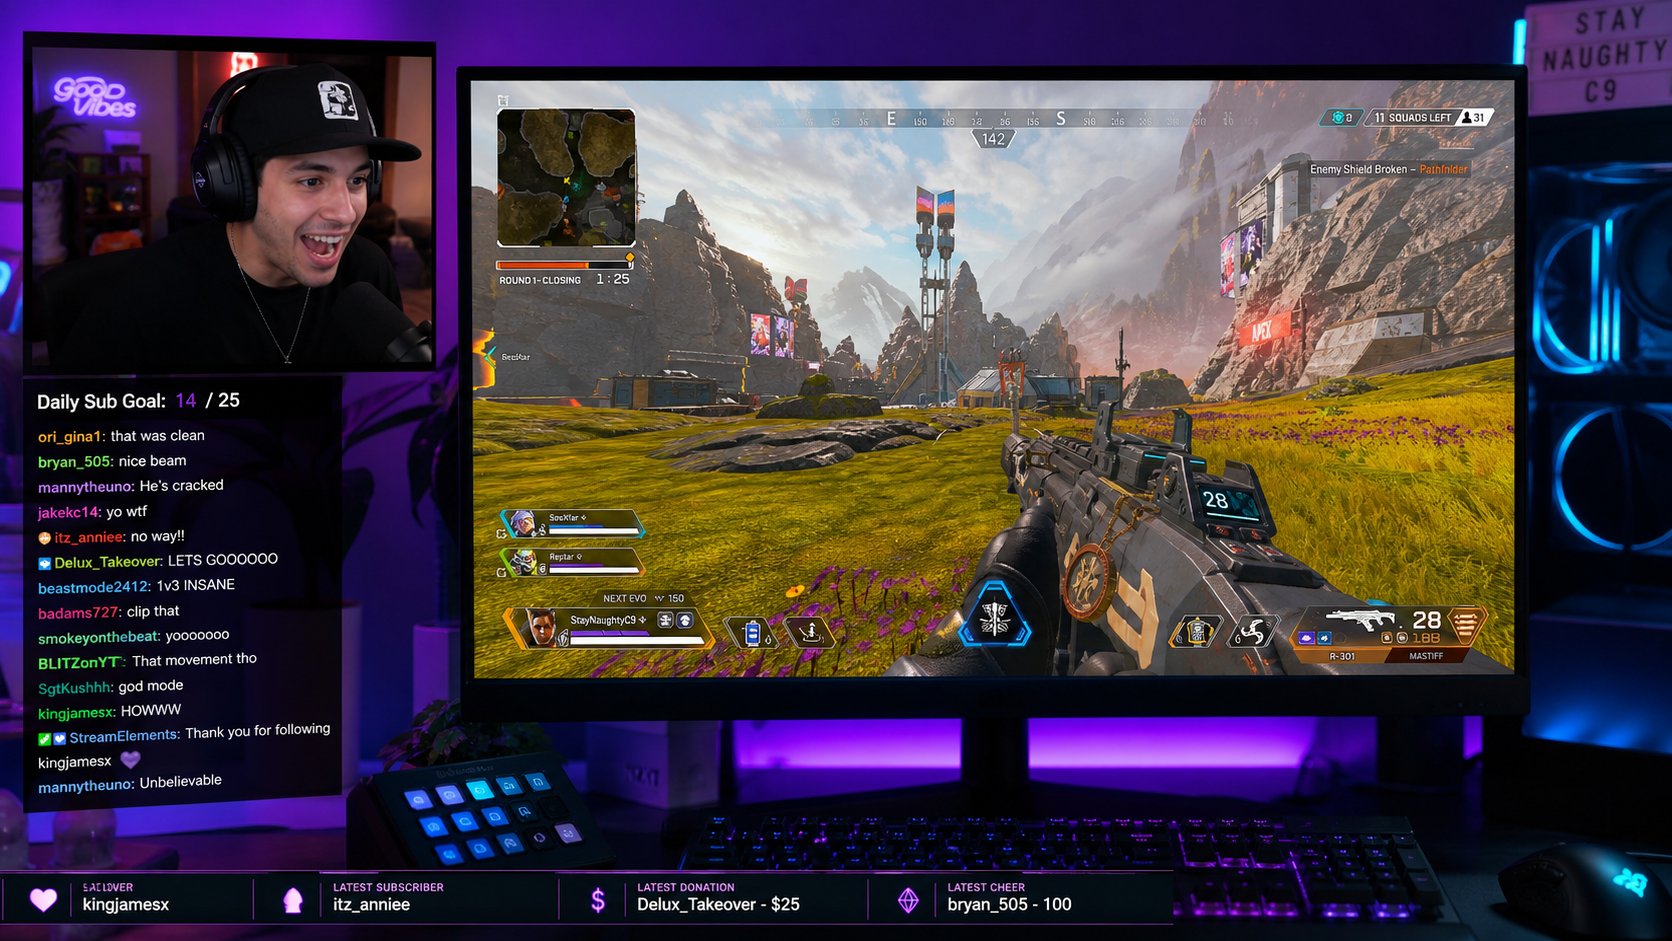 GOOD
Vibes
STAY
NAUGHTY
C9
E
S
142
11 SQUADS LEFT
31
Enemy Shield Broken – Pathfinider
ROUND 1-CLOSING 1:25
APEX
28
Reptar
NEXT EVO 150
StayNaughtyC9
28
188
R-301 MASTIFF
Daily Sub Goal: 14 / 25
ori_gina1: that was clean
bryan_505: nice beam
mannytheuno: He's cracked
jakekc14: yo wtf
itz_anniee: no way!!
Delux_Takeover: LETS GOOOOOO
beastmode2412: 1v3 INSANE
badams727: clip that
smokeyonthebeat: yooooooo
BLITZonYT: That movement tho
SgtKushhh: god mode
kingjamesx: HOWWW
StreamElements: Thank you for following
kingjamesx
mannytheuno: Unbelievable
kingjamesx
LATEST SUBSCRIBER
itz_anniee
LATEST DONATION
Delux_Takeover - $25
LATEST CHEER
bryan_505 - 100